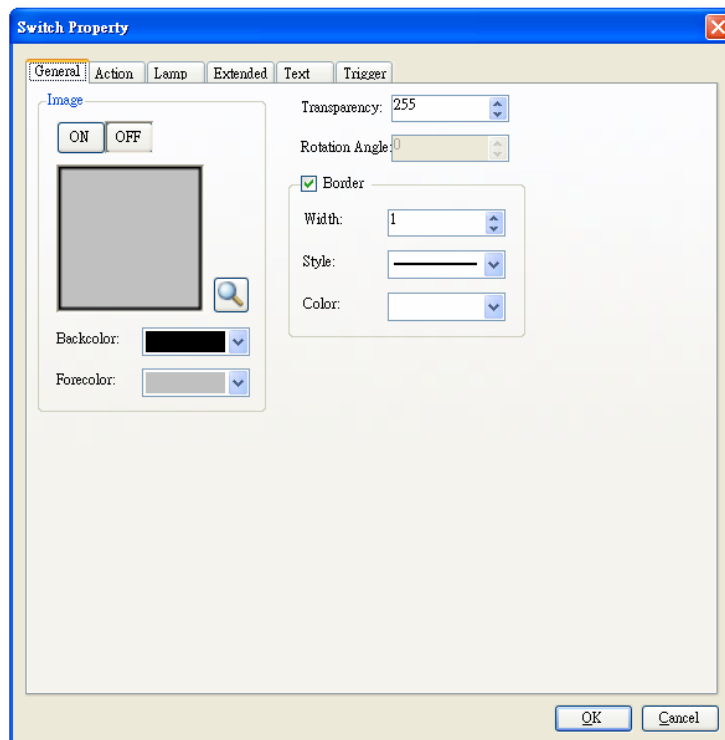 Switch Property
General Action Lamp Extended Text Trigger
Image
ON OFF
Backcolor:
Forecolor:
Transparency: 255
Rotation Angle: 0
Border
Width: 1
Style:
Color:
OK Cancel